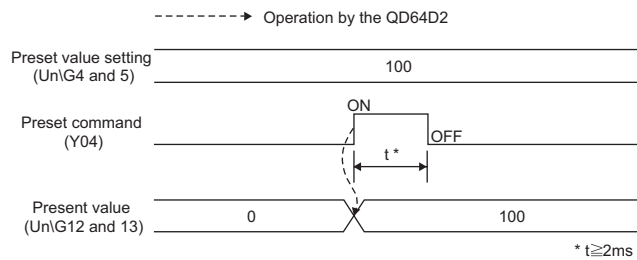 Operation by the QD64D2
Preset value setting
(Un\G4 and 5)
100
Preset command
(Y04)
ON
OFF
t *
Present value
(Un\G12 and 13)
0
100
* t≧2ms